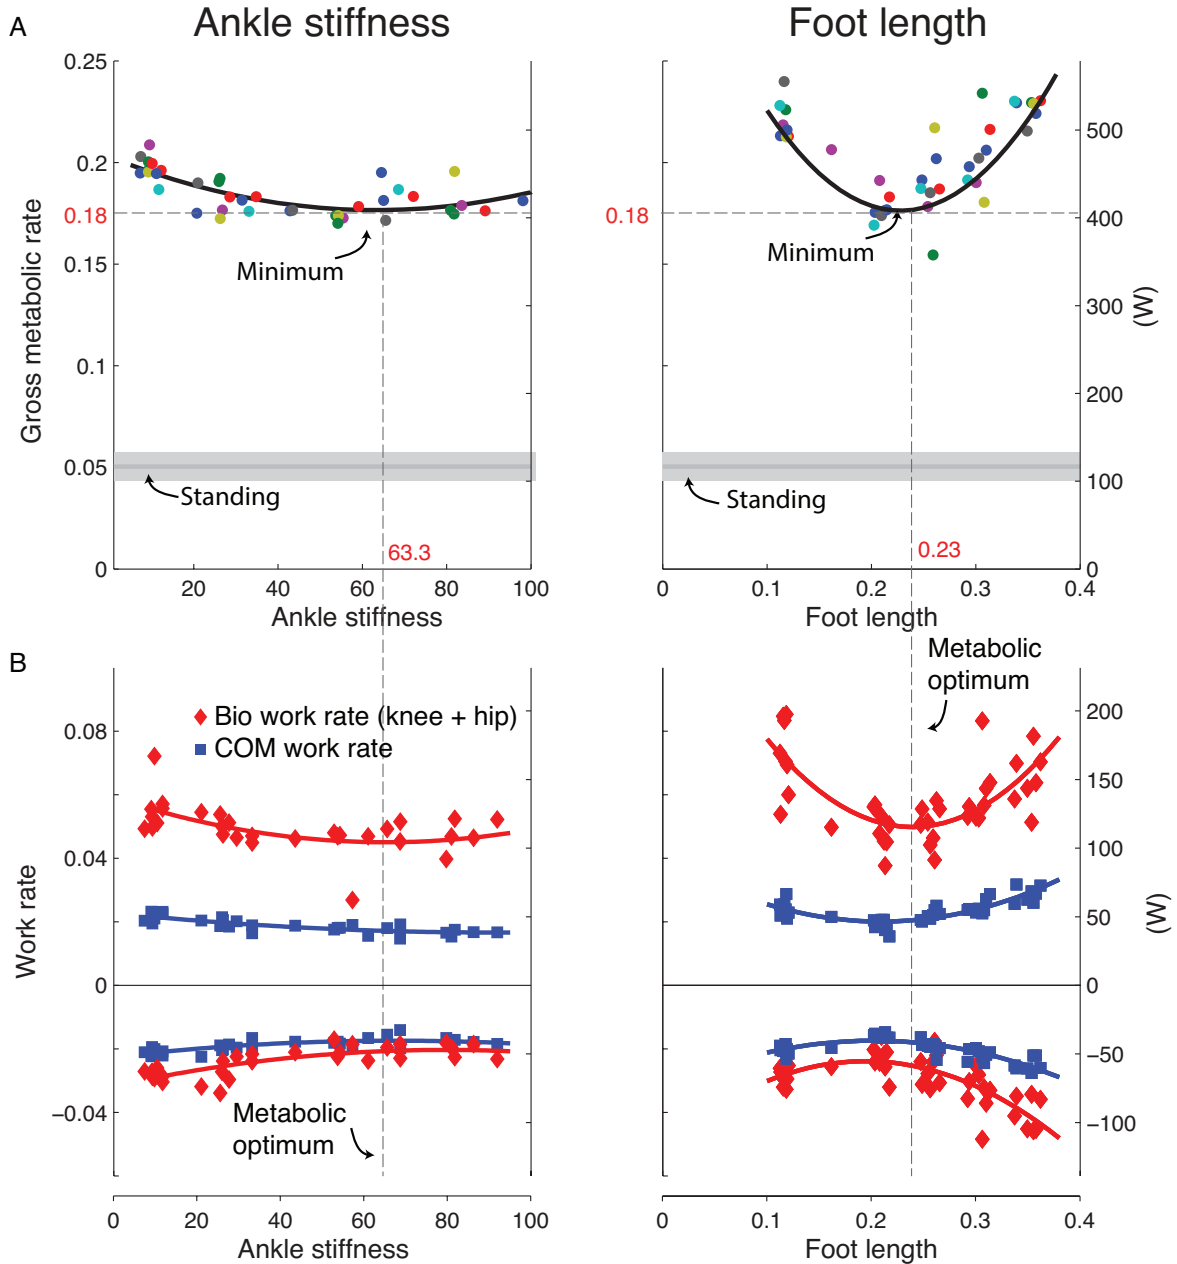 A
Ankle stiffness
Foot length
Gross metabolic rate
0.25
0.2
0.18
0.15
0.1
0.05
0
Minimum
Standing
63.3
20
40
60
80
100
Ankle stiffness
0.18
Minimum
Standing
0.23
0
0.1
0.2
0.3
0.4
Foot length
500
400
300
200
100
0
(W)
B
Work rate
0.08
0.04
0
−0.04
Bio work rate (knee + hip)
COM work rate
Metabolic
optimum
0
20
40
60
80
100
Ankle stiffness
Metabolic
optimum
200
150
100
50
0
−50
−100
(W)
0
0.1
0.2
0.3
0.4
Foot length